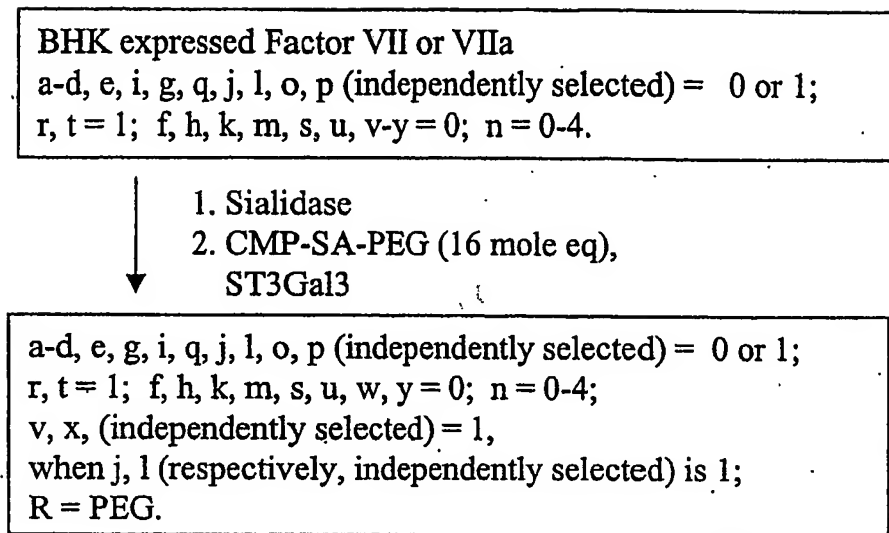 BHK expressed Factor VII or VIIa
a-d, e, i, g, q, j, l, o, p (independently selected) = 0 or 1;
r, t = 1; f, h, k, m, s, u, v-y = 0; n = 0-4.
1. Sialidase
2. CMP-SA-PEG (16 mole eq),
ST3Gal3
a-d, e, g, i, q, j, l, o, p (independently selected) = 0 or 1;
r, t = 1; f, h, k, m, s, u, w, y = 0; n = 0-4;
v, x, (independently selected) = 1,
when j, l (respectively, independently selected) is 1;
R = PEG.